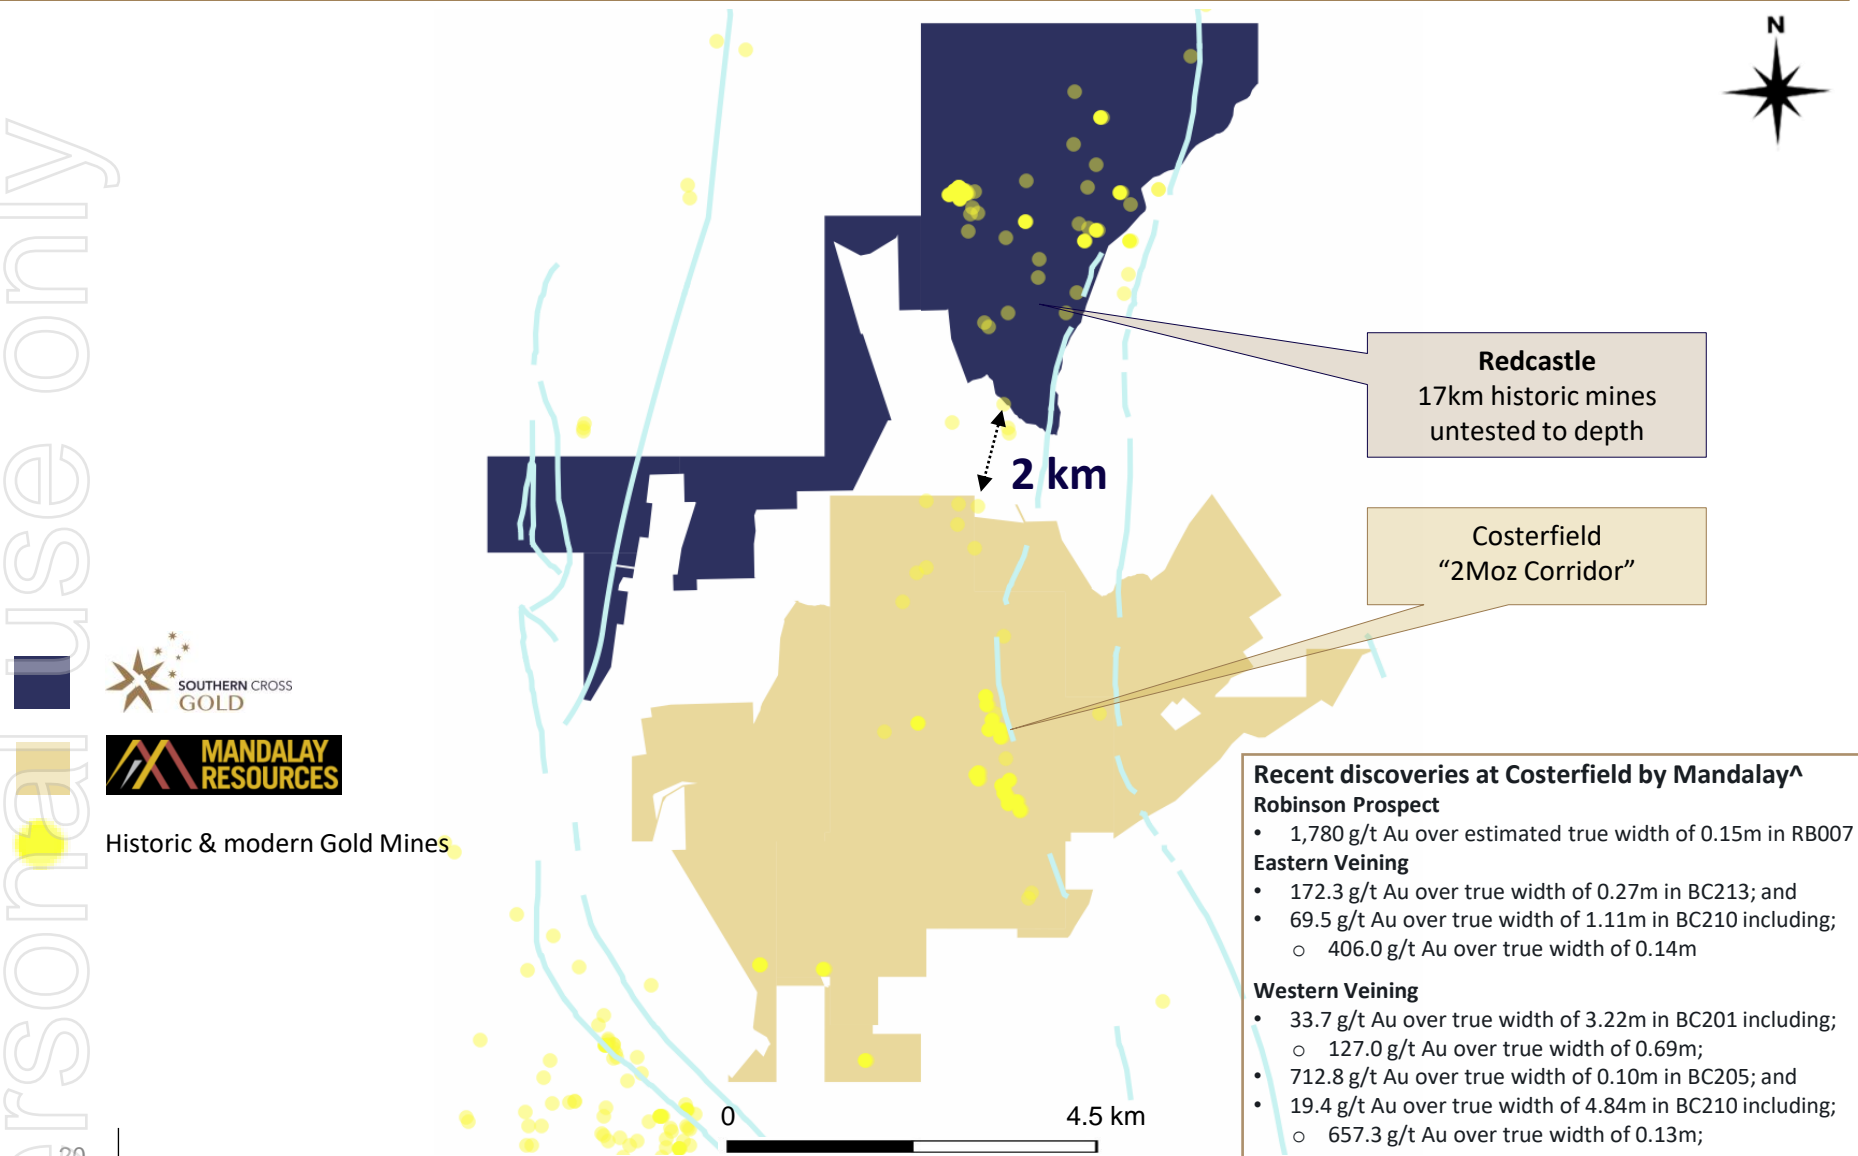 N
Redcastle
17km historic mines
untested to depth
2 km
Costerfield
“2Moz Corridor”
SOUTHERN CROSS
GOLD
MANDALAY
RESOURCES
Historic & modern Gold Mines
Recent discoveries at Costerfield by Mandalay^
Robinson Prospect
• 1,780 g/t Au over estimated true width of 0.15m in RB007
Eastern Veining
• 172.3 g/t Au over true width of 0.27m in BC213; and
• 69.5 g/t Au over true width of 1.11m in BC210 including;
o 406.0 g/t Au over true width of 0.14m
Western Veining
• 33.7 g/t Au over true width of 3.22m in BC201 including;
o 127.0 g/t Au over true width of 0.69m;
• 712.8 g/t Au over true width of 0.10m in BC205; and
• 19.4 g/t Au over true width of 4.84m in BC210 including;
o 657.3 g/t Au over true width of 0.13m;
0 4.5 km
ersonal use only